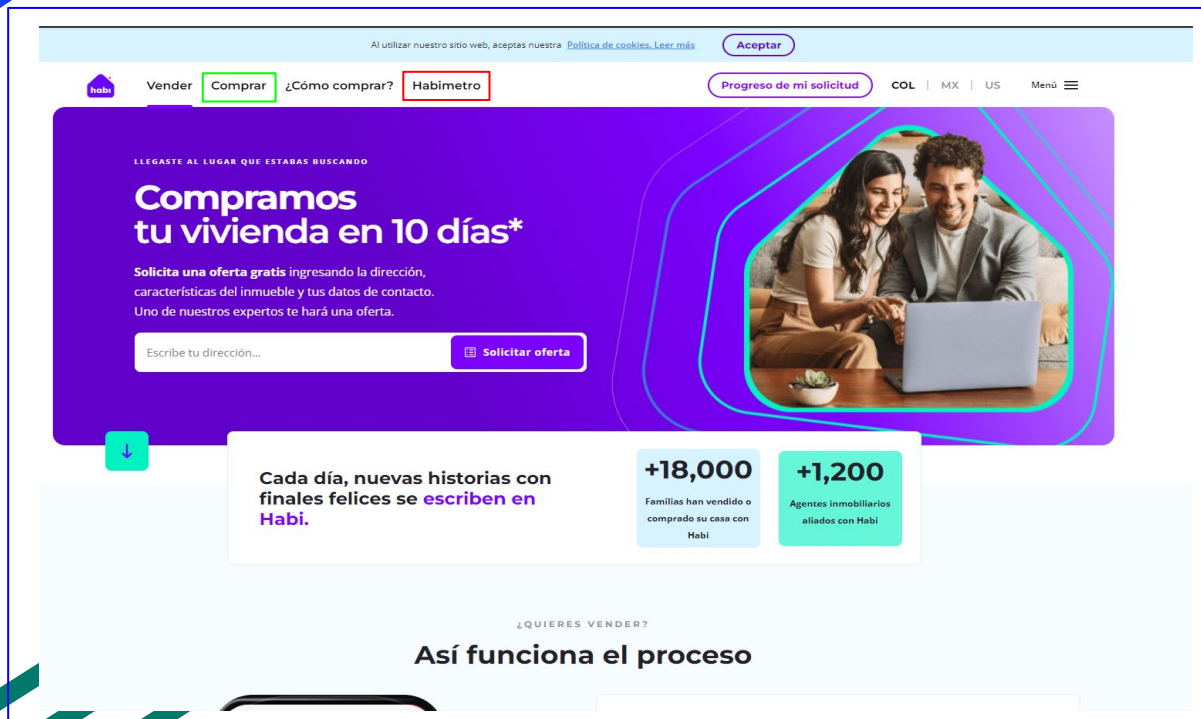 Al utilizar nuestro sitio web, aceptas nuestra Política de cookies. Leer más Aceptar
habi Vender Comprar ¿Cómo comprar? Habimetro Progreso de mi solicitud COL | MX | US Menú
LLEGASTE AL LUGAR QUE ESTABAS BUSCANDO
Compramos
tu vivienda en 10 días*
Solicita una oferta gratis ingresando la dirección,
características del inmueble y tus datos de contacto.
Uno de nuestros expertos te hará una oferta.
Escribe tu dirección... Solicitar oferta
Cada día, nuevas historias con
finales felices se escriben en
Habi.
+18,000
Familias han vendido o
comprado su casa con
Habi
+1,200
Agentes inmobiliarios
aliados con Habi
¿QUIERES VENDER?
Así funciona el proceso